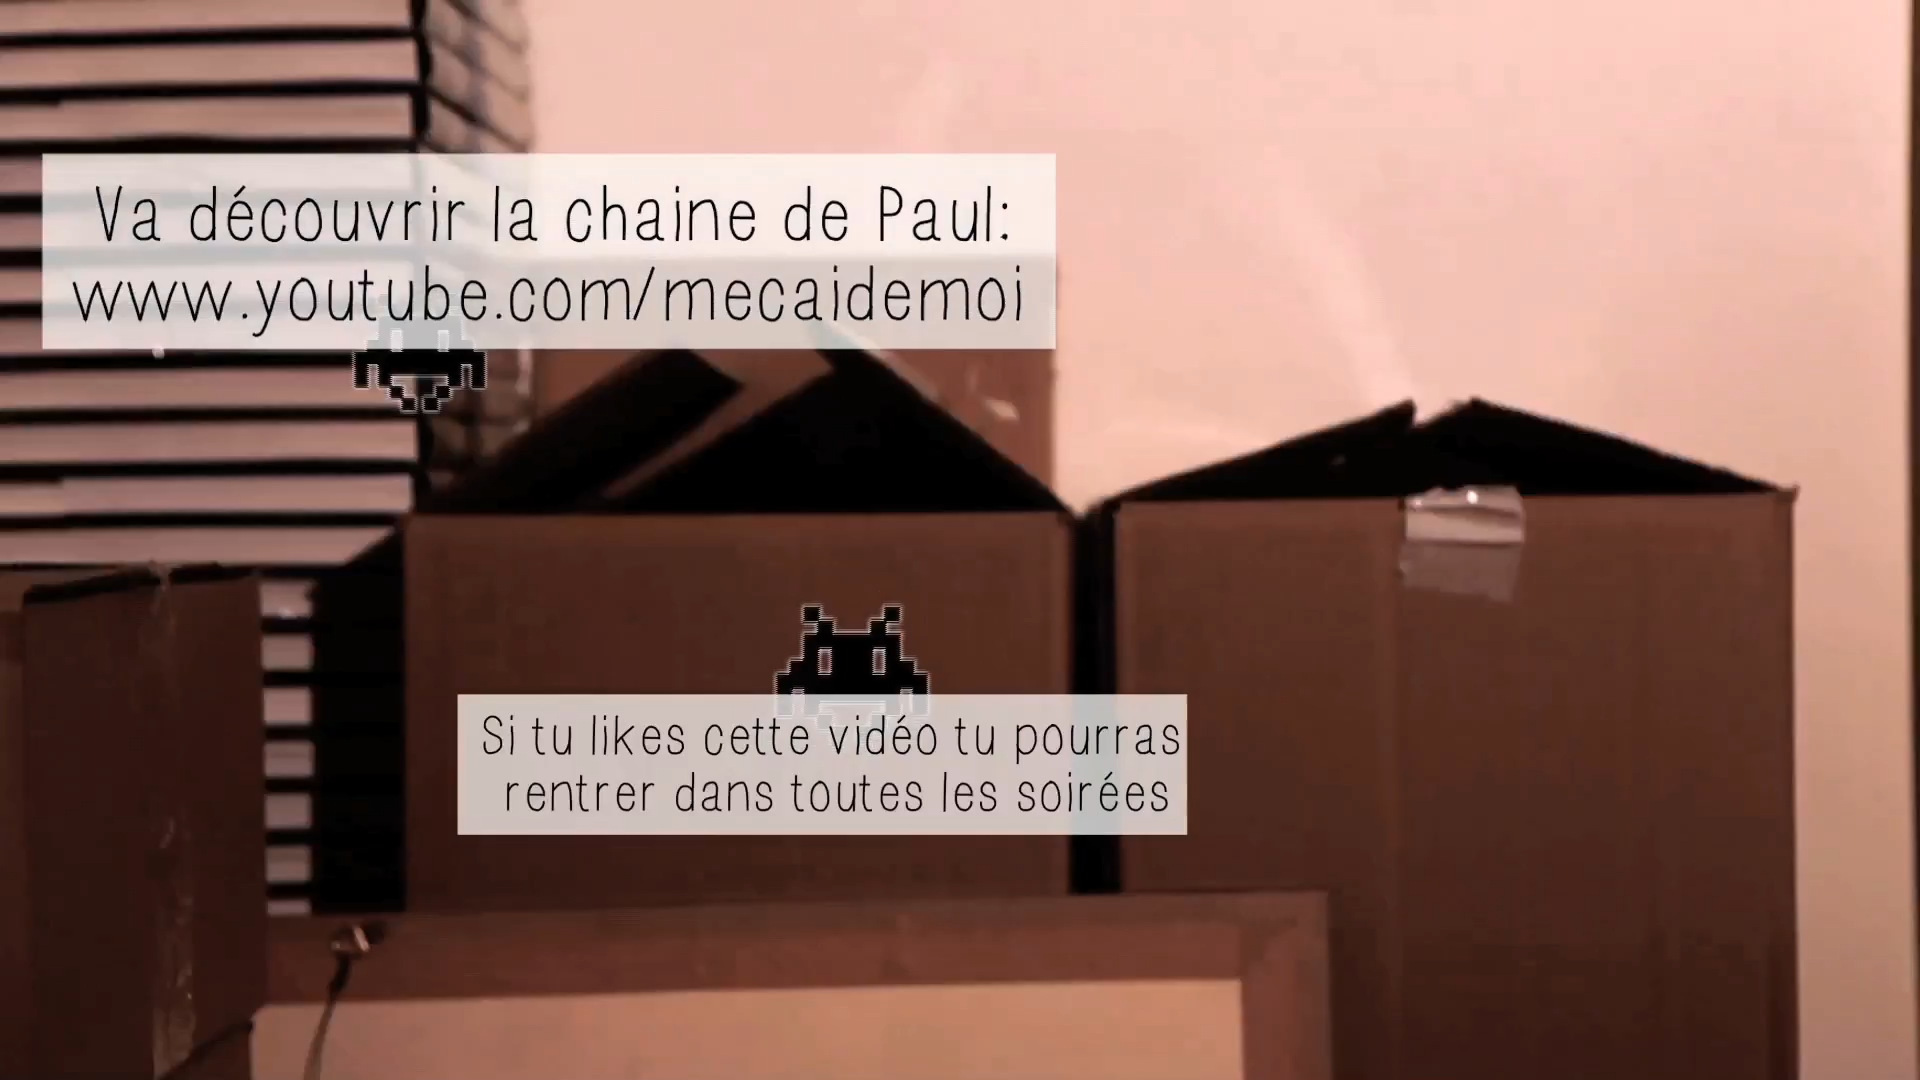 Va découvrir la chaine de Paul:
www.youtube.com/mecaidemoi
Si tu likes cette vidéo tu pourras
rentrer dans toutes les soirées